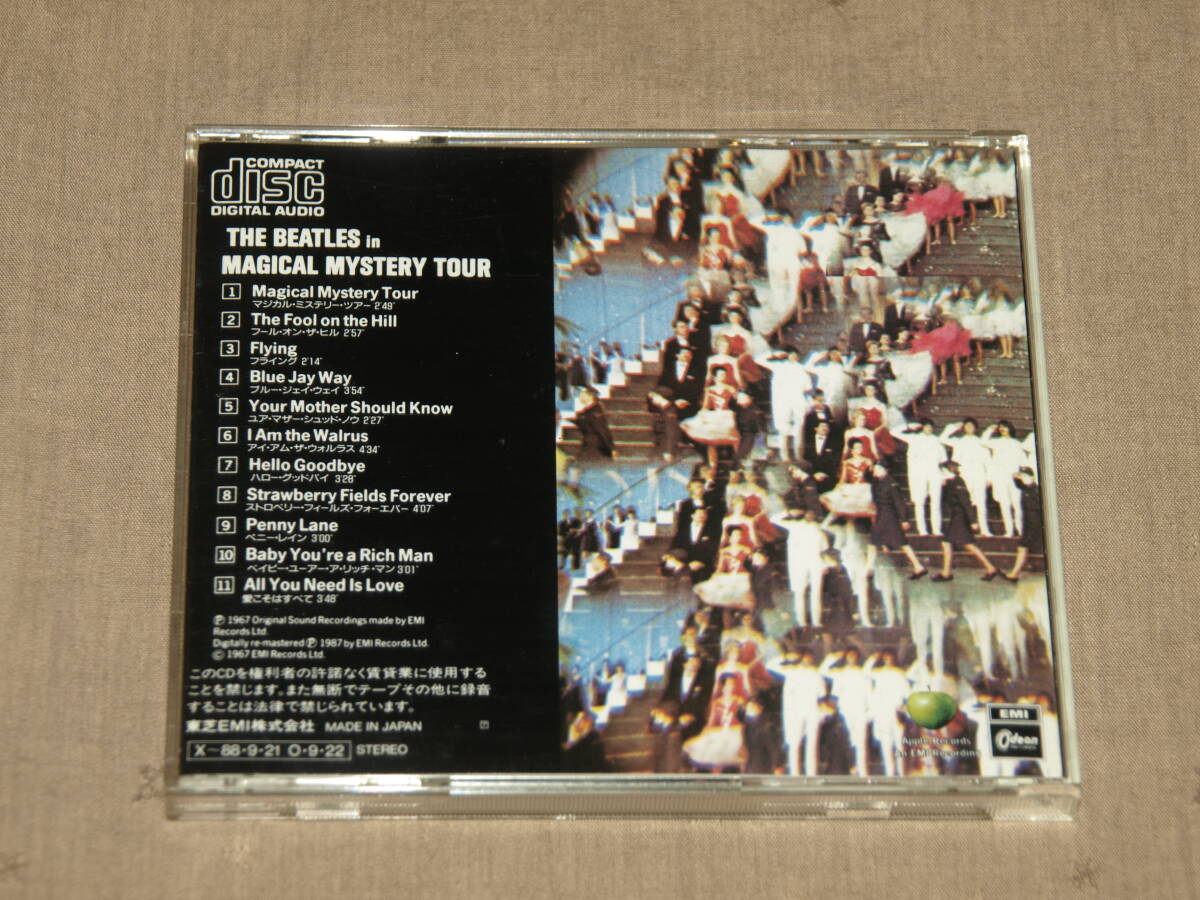 COMPACT
disc
DIGITAL AUDIO
THE BEATLES in
MAGICAL MYSTERY TOUR
1 Magical Mystery Tour
マジカル・ミステリー・ツアー 2'49"
2 The Fool on the Hill
フール・オン・ザ・ヒル 2'57"
3 Flying
フライング 2'14"
4 Blue Jay Way
ブルー・ジェイ・ウェイ 3'54"
5 Your Mother Should Know
ユア・マザー・シュッド・ノウ 2'27"
6 I Am the Walrus
アイ・アム・ザ・ウォルラス 4'34"
7 Hello Goodbye
ハロー・グッドバイ 3'28"
8 Strawberry Fields Forever
ストロベリー・フィールズ・フォーエバー 4'07"
9 Penny Lane
ペニー・レイン 3'00"
10 Baby You're a Rich Man
ベイビー・ユーアー・ア・リッチ・マン 3'01"
11 All You Need Is Love
愛こそはすべて 3'48"
Ⓟ 1967 Original Sound Recordings made by EMI
Records Ltd.
Digitally re-mastered Ⓟ 1987 by EMI Records Ltd.
© 1967 EMI Records Ltd.
このCDを権利者の許諾なく賃貸業に使用する
ことを禁じます。また無断でテープその他に録音
することは法律で禁じられています。
東芝EMI株式会社 MADE IN JAPAN
X〜88・9・21 O・9・22 STEREO
Apple Records
An EMI Recording
EMI
Odeon